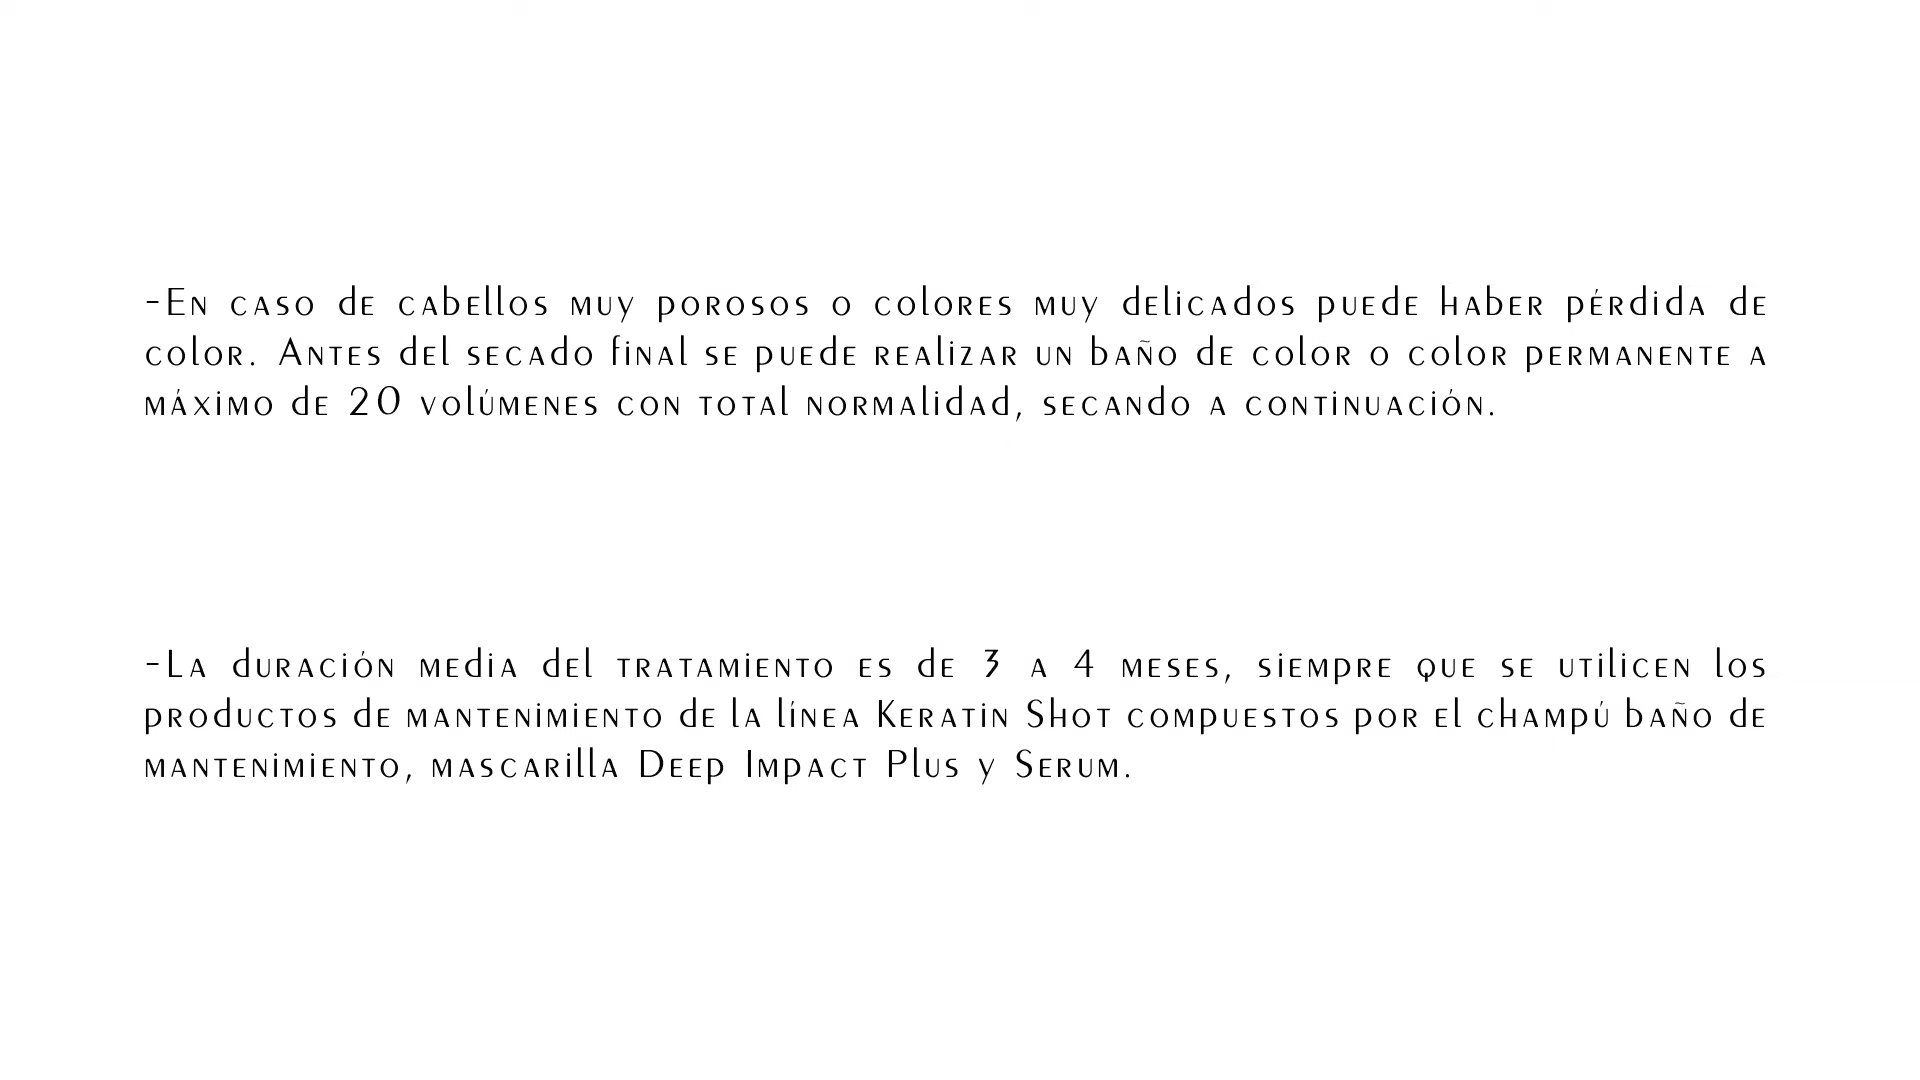 -En caso de cabellos muy porosos o colores muy delicados puede haber pérdida de
color. Antes del secado final se puede realizar un baño de color o color permanente a
máximo de 20 volúmenes con total normalidad, secando a continuación.
-La duración media del tratamiento es de 3 a 4 meses, siempre que se utilicen los
productos de mantenimiento de la línea Keratin Shot compuestos por el champú baño de
mantenimiento, mascarilla Deep Impact Plus y Serum.